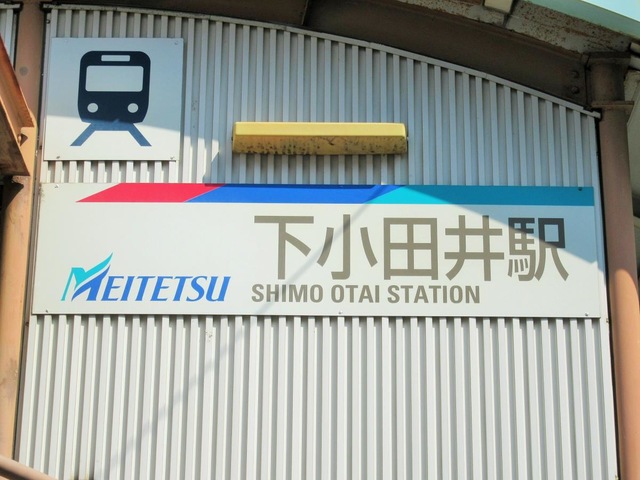 下小田井駅
MEITETSU
SHIMO OTAI STATION